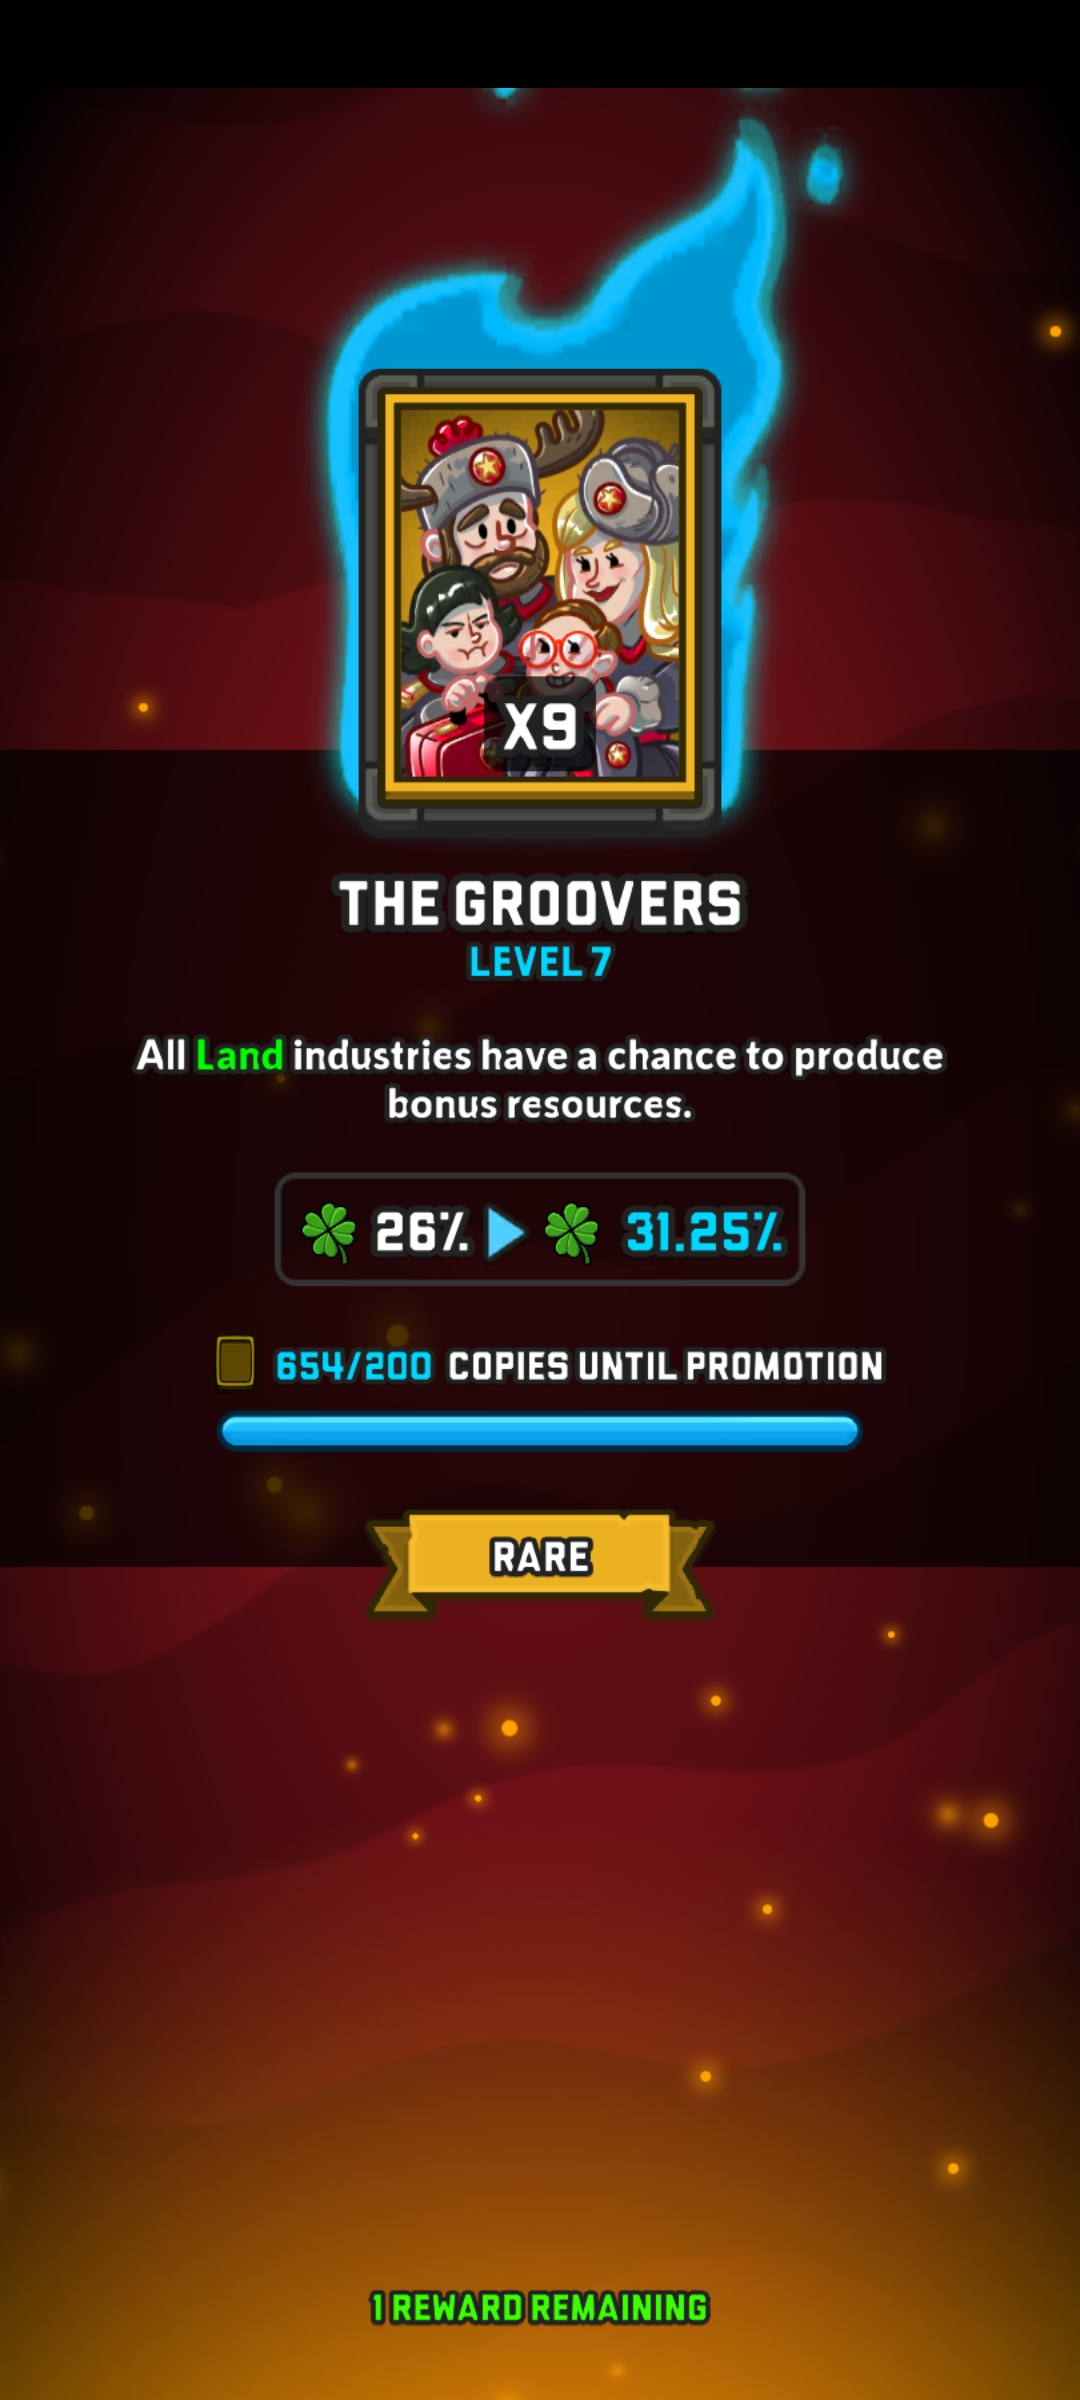 X9
THE GROOVERS
LEVEL 7
All Land industries have a chance to produce
bonus resources.
26% 31.25%
654/200 COPIES UNTIL PROMOTION
RARE
1 REWARD REMAINING